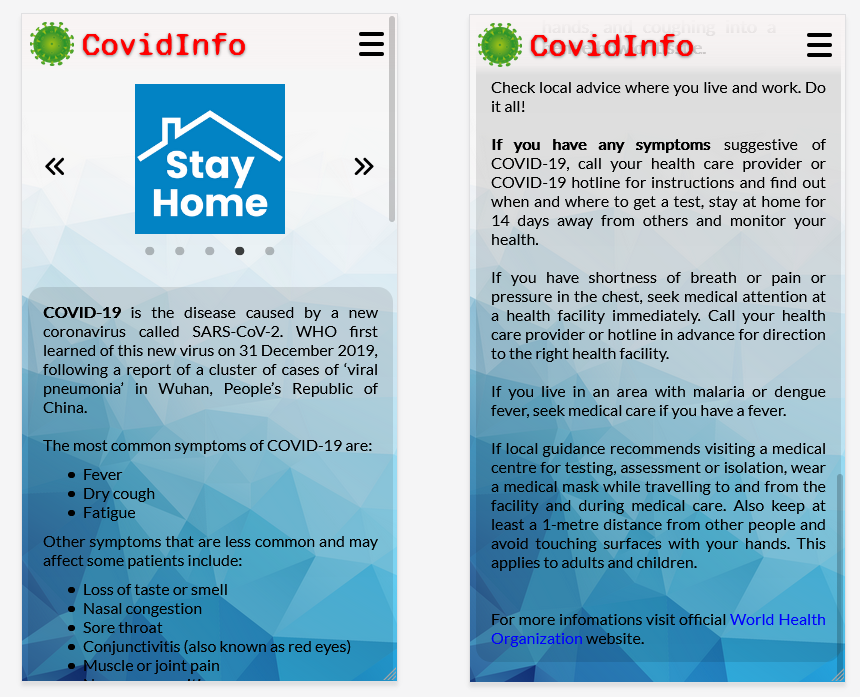 CovidInfo
Stay
Home
COVID-19 is the disease caused by a new
coronavirus called SARS-CoV-2. WHO first
learned of this new virus on 31 December 2019,
following a report of a cluster of cases of ‘viral
pneumonia’ in Wuhan, People’s Republic of
China.
The most common symptoms of COVID-19 are:
Fever
Dry cough
Fatigue
Other symptoms that are less common and may
affect some patients include:
Loss of taste or smell
Nasal congestion
Sore throat
Conjunctivitis (also known as red eyes)
Muscle or joint pain
hands, and coughing into a
CovidInfo
Check local advice where you live and work. Do
it all!
If you have any symptoms suggestive of
COVID-19, call your health care provider or
COVID-19 hotline for instructions and find out
when and where to get a test, stay at home for
14 days away from others and monitor your
health.
If you have shortness of breath or pain or
pressure in the chest, seek medical attention at
a health facility immediately. Call your health
care provider or hotline in advance for direction
to the right health facility.
If you live in an area with malaria or dengue
fever, seek medical care if you have a fever.
If local guidance recommends visiting a medical
centre for testing, assessment or isolation, wear
a medical mask while travelling to and from the
facility and during medical care. Also keep at
least a 1-metre distance from other people and
avoid touching surfaces with your hands. This
applies to adults and children.
For more infomations visit official World Health
Organization website.